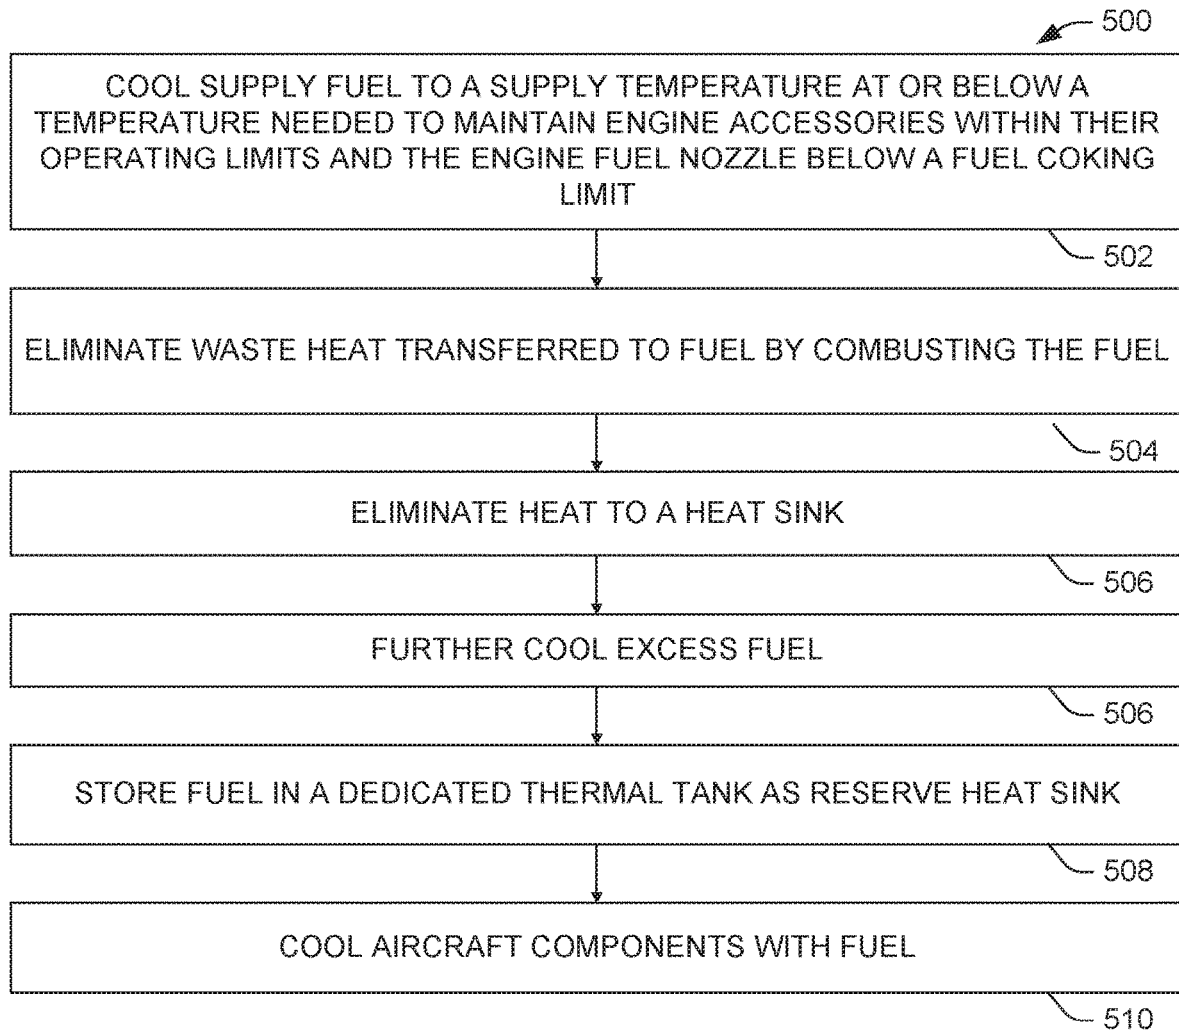 500
COOL SUPPLY FUEL TO A SUPPLY TEMPERATURE AT OR BELOW A
TEMPERATURE NEEDED TO MAINTAIN ENGINE ACCESSORIES WITHIN THEIR
OPERATING LIMITS AND THE ENGINE FUEL NOZZLE BELOW A FUEL COKING
LIMIT
502
ELIMINATE WASTE HEAT TRANSFERRED TO FUEL BY COMBUSTING THE FUEL
504
ELIMINATE HEAT TO A HEAT SINK
506
FURTHER COOL EXCESS FUEL
506
STORE FUEL IN A DEDICATED THERMAL TANK AS RESERVE HEAT SINK
508
COOL AIRCRAFT COMPONENTS WITH FUEL
510